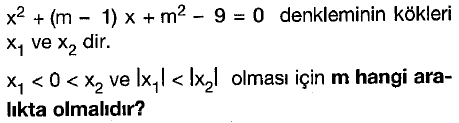 x² + (m − 1) x + m² − 9 = 0 denkleminin kökleri
x₁ ve x₂ dir.
x₁ < 0 < x₂ ve |x₁| < |x₂| olması için m hangi ara-
lıkta olmalıdır?